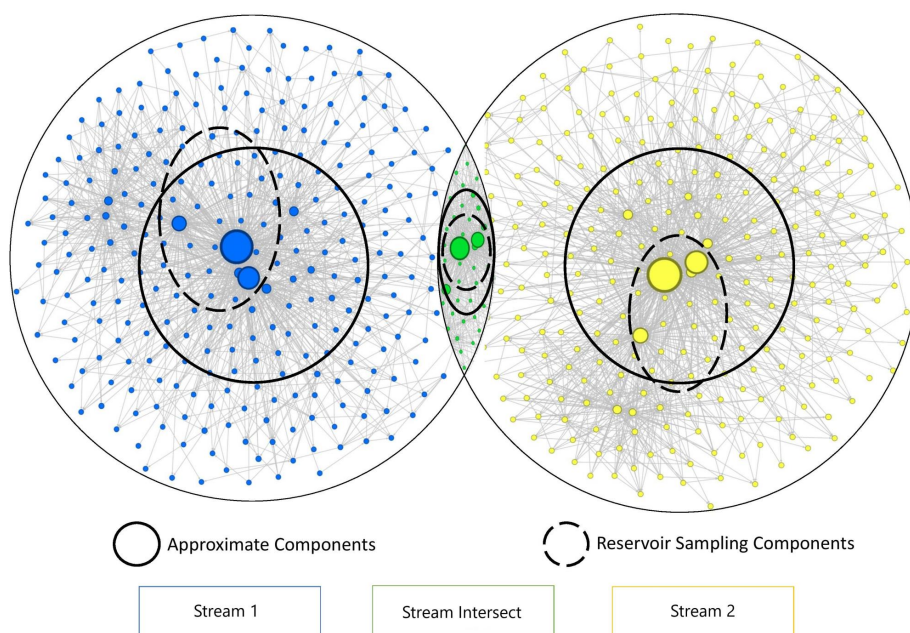 Approximate Components
Reservoir Sampling Components
Stream 1
Stream Intersect
Stream 2